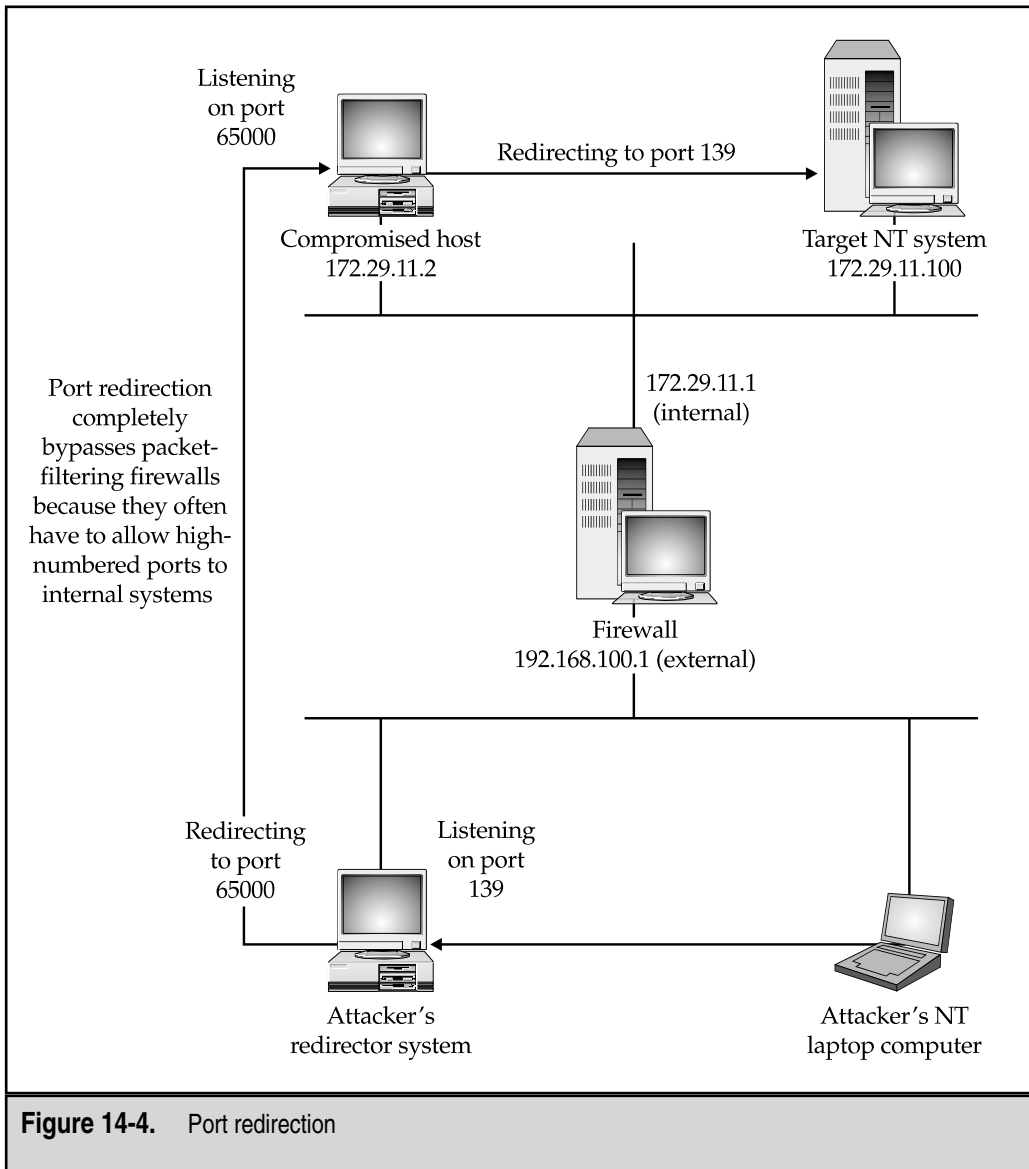 Listening
on port
65000
Redirecting to port 139
Compromised host
172.29.11.2
Target NT system
172.29.11.100
Port redirection
completely
bypasses packet-
filtering firewalls
because they often
have to allow high-
numbered ports to
internal systems
172.29.11.1
(internal)
Firewall
192.168.100.1 (external)
Redirecting
to port
65000
Listening
on port
139
Attacker's
redirector system
Attacker's NT
laptop computer
Figure 14-4. Port redirection